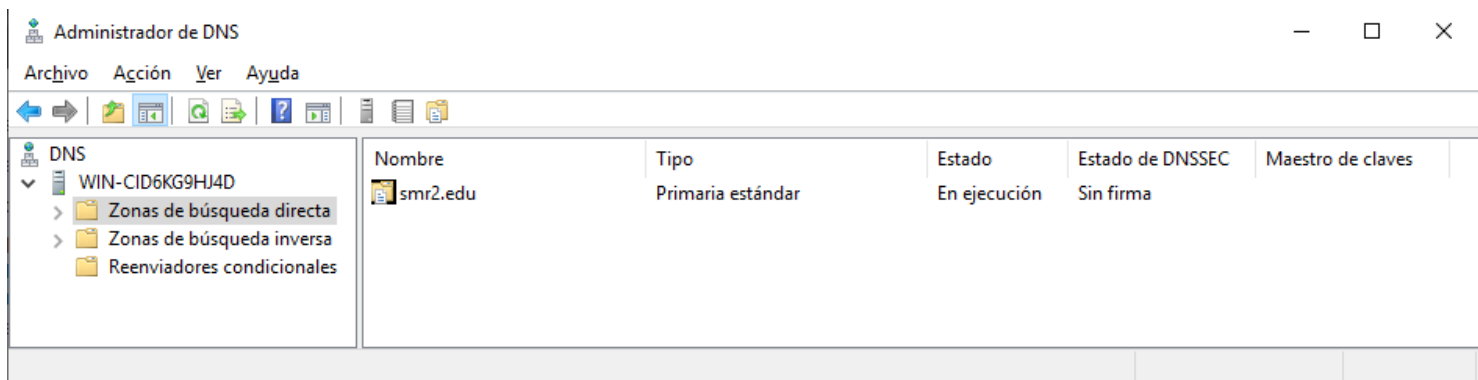 Administrador de DNS
Archivo Acción Ver Ayuda
DNS
WIN-CID6KG9HJ4D
Zonas de búsqueda directa
Zonas de búsqueda inversa
Reenviadores condicionales
Nombre Tipo Estado Estado de DNSSEC Maestro de claves
smr2.edu Primaria estándar En ejecución Sin firma